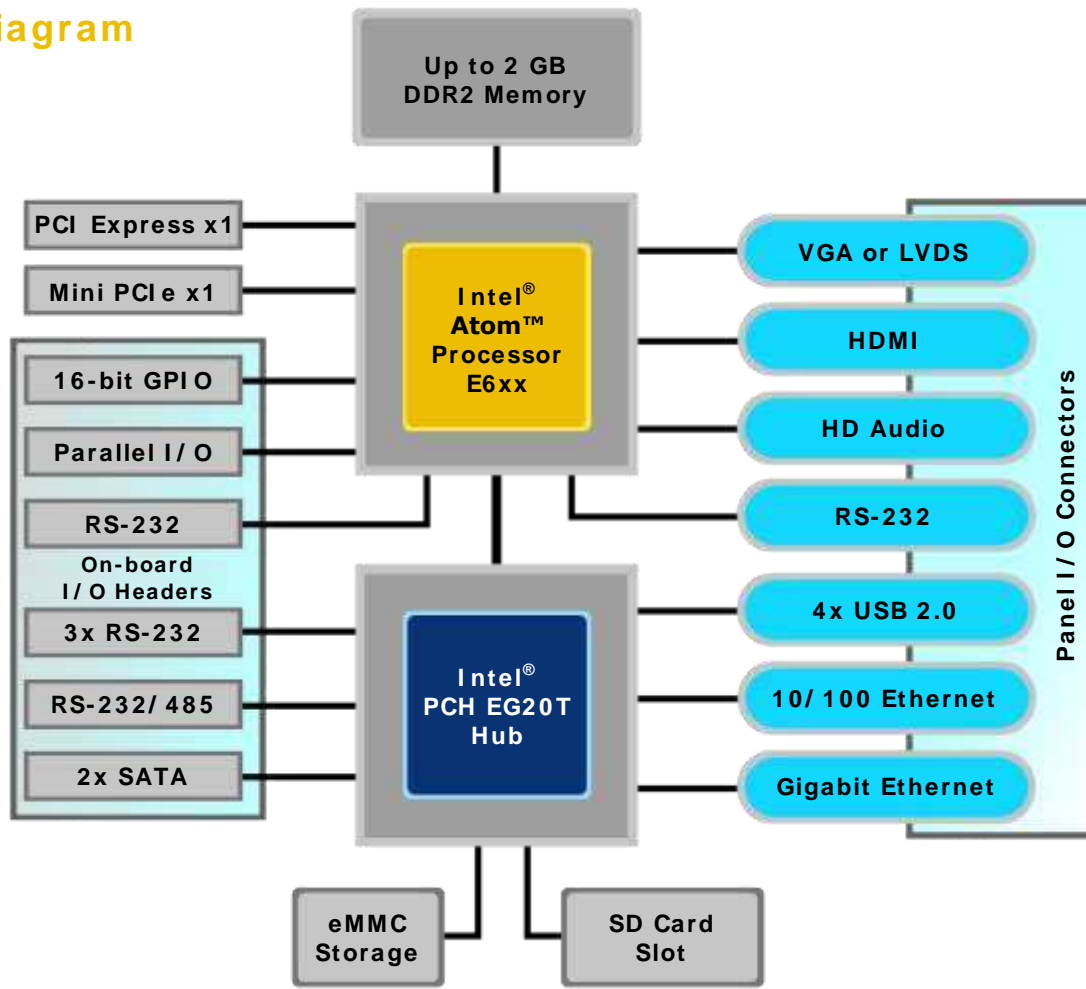 iagram
Up to 2 GB
DDR2 Memory
PCI Express x1
Mini PCIe x1
16-bit GPIO
Parallel I/O
RS-232
On-board
I/O Headers
3x RS-232
RS-232/485
2x SATA
Intel®
Atom™
Processor
E6xx
Intel®
PCH EG20T
Hub
VGA or LVDS
HDMI
HD Audio
RS-232
4x USB 2.0
10/100 Ethernet
Gigabit Ethernet
Panel I/O Connectors
eMMC
Storage
SD Card
Slot